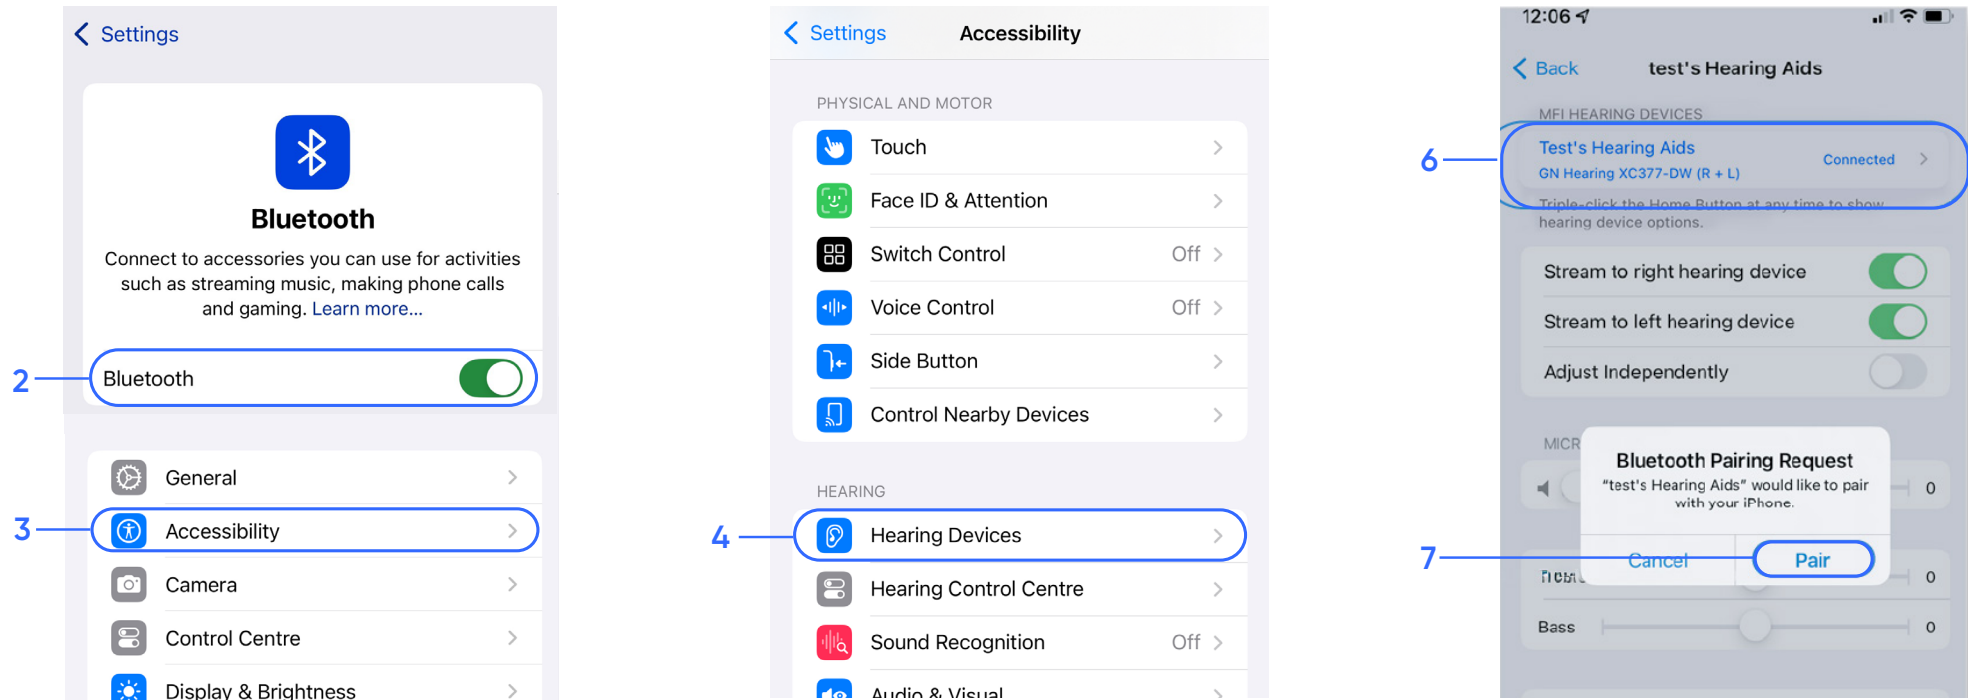 Settings
Bluetooth
Connect to accessories you can use for activities
such as streaming music, making phone calls
and gaming. Learn more...
2
Bluetooth
General
3
Accessibility
Camera
Control Centre
Display & Brightness
Settings
Accessibility
PHYSICAL AND MOTOR
Touch
Face ID & Attention
Switch Control Off
Voice Control Off
Side Button
Control Nearby Devices
HEARING
4
Hearing Devices
Hearing Control Centre
Sound Recognition Off
Audio & Visual
12:06
Back
test's Hearing Aids
MFI HEARING DEVICES
6
Test's Hearing Aids
Connected
GN Hearing XC377-DW (R + L)
Triple-click the Home Button at any time to show
hearing device options.
Stream to right hearing device
Stream to left hearing device
Adjust Independently
MICR
0
Bluetooth Pairing Request
"test's Hearing Aids" would like to pair
with your iPhone.
7
Cancel
Pair
0
Bass 0